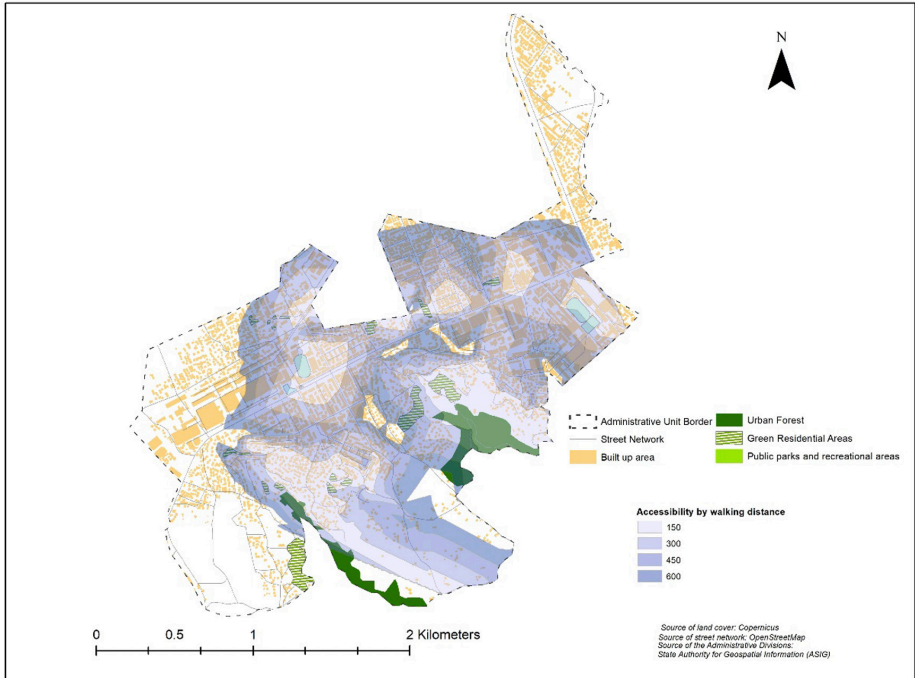 N
Administrative Unit Border
Street Network
Built up area
Urban Forest
Green Residential Areas
Public parks and recreational areas
Accessibility by walking distance
150
300
450
600
0 0.5 1 2 Kilometers
Source of land cover: Copernicus
Source of street network: OpenStreetMap
Source of the Administrative Divisions:
State Authority for Geospatial Information (ASIG)